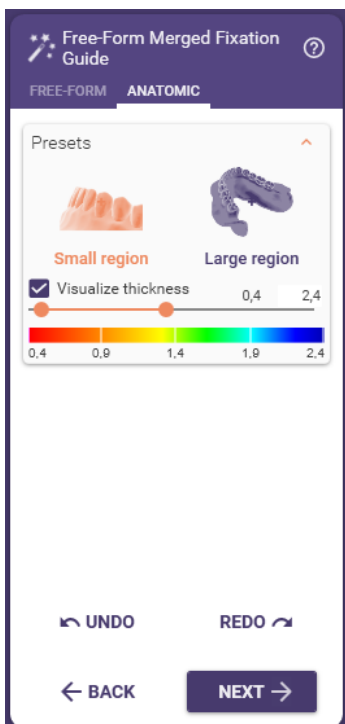 Free-Form Merged Fixation
Guide
FREE-FORM ANATOMIC
Presets
Small region Large region
Visualize thickness 0,4 2,4
0,4 0,9 1,4 1,9 2,4
UNDO REDO
BACK NEXT